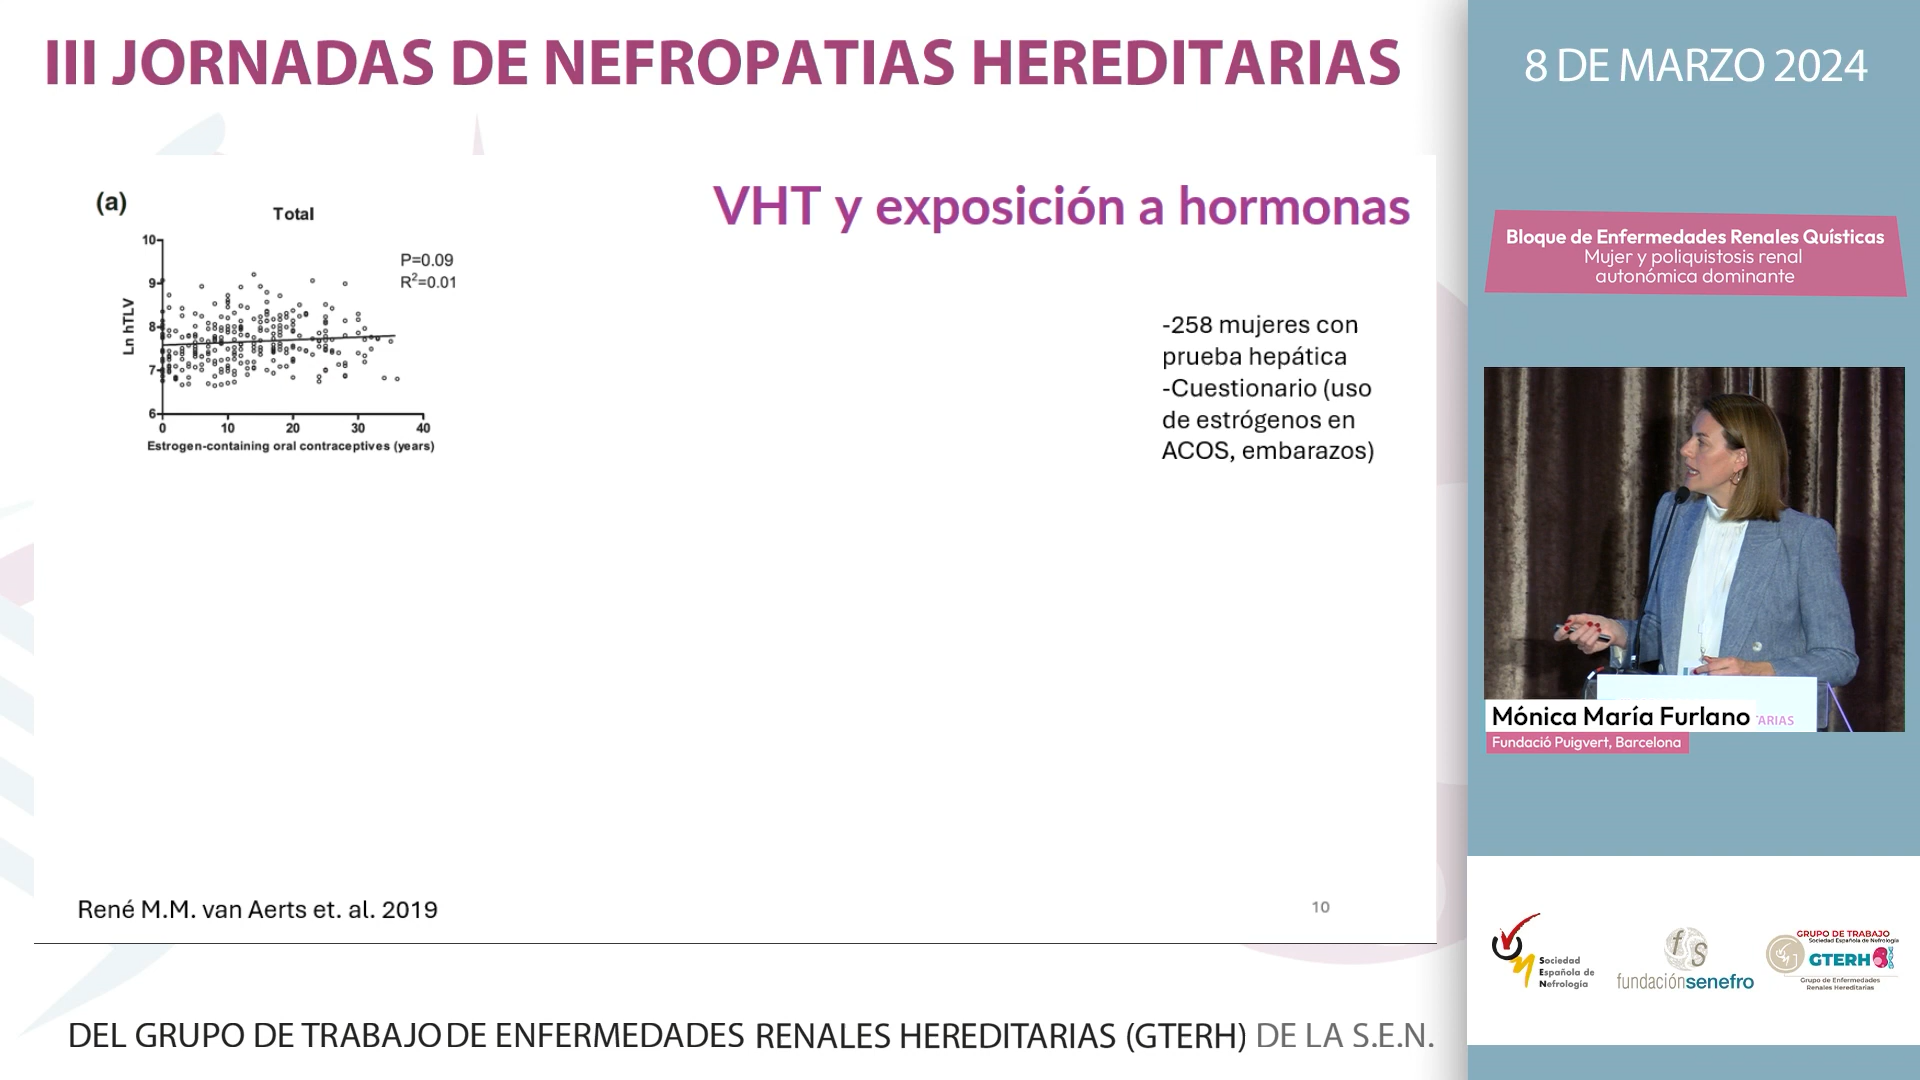 III JORNADAS DE NEFROPATIAS HEREDITARIAS
8 DE MARZO 2024
(a)
Total
VHT y exposición a hormonas
P=0.09
R²=0.01
10
9
8
7
6
Ln hTLV
0 10 20 30 40
Estrogen-containing oral contraceptives (years)
-258 mujeres con
prueba hepática
-Cuestionario (uso
de estrógenos en
ACOS, embarazos)
René M.M. van Aerts et. al. 2019
10
Bloque de Enfermedades Renales Quísticas
Mujer y poliquistosis renal
autonómica dominante
Mónica María Furlano
TARIAS
Fundació Puigvert, Barcelona
Sociedad
Española de
Nefrología
fS
fundaciónsenefro
GRUPO DE TRABAJO
Sociedad Española de Nefrología
GTERH
Grupo de Enfermedades
Renales Hereditarias
DEL GRUPO DE TRABAJO DE ENFERMEDADES RENALES HEREDITARIAS (GTERH) DE LA S.E.N.